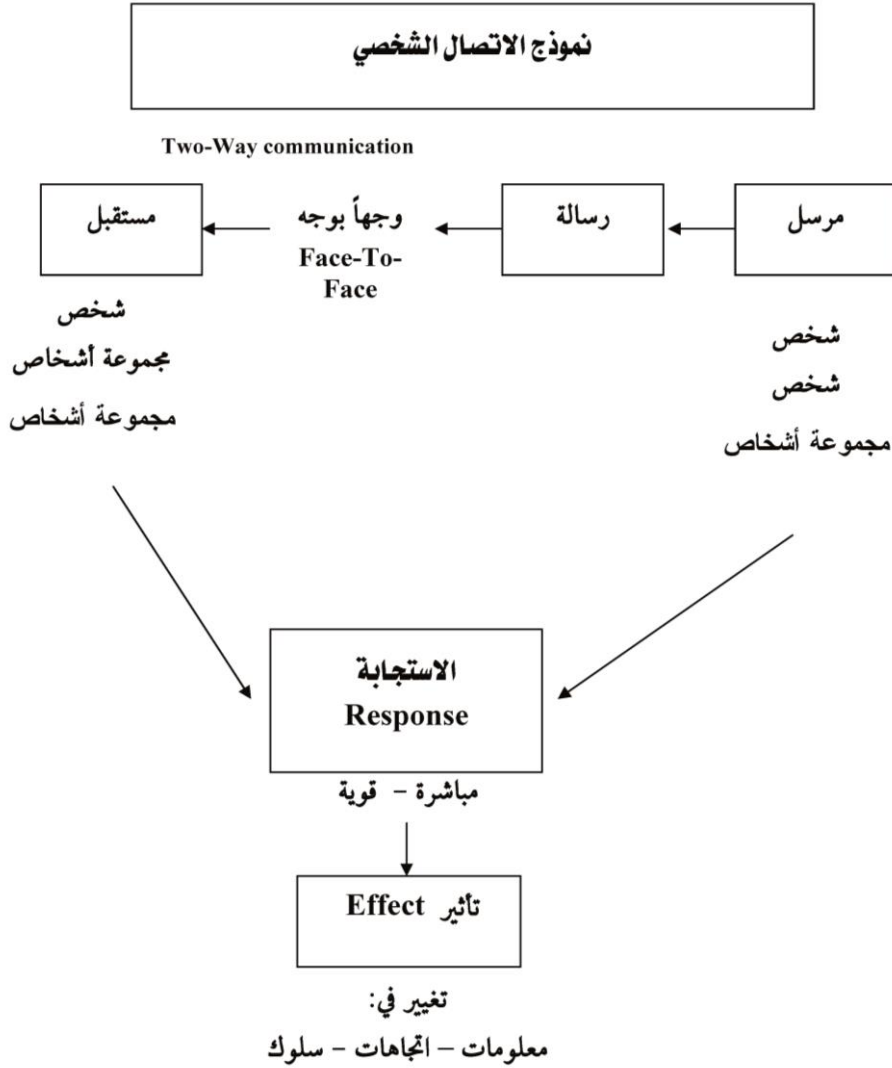 نموذج الاتصال الشخصي
Two-Way communication
مرسل
رسالة
وجهاً بوجه
Face-To-
Face
مستقبل
شخص
شخص
مجموعة أشخاص
شخص
مجموعة أشخاص
مجموعة أشخاص
الاستجابة
Response
مباشرة - قوية
تأثير Effect
تغيير في:
معلومات – اتجاهات - سلوك